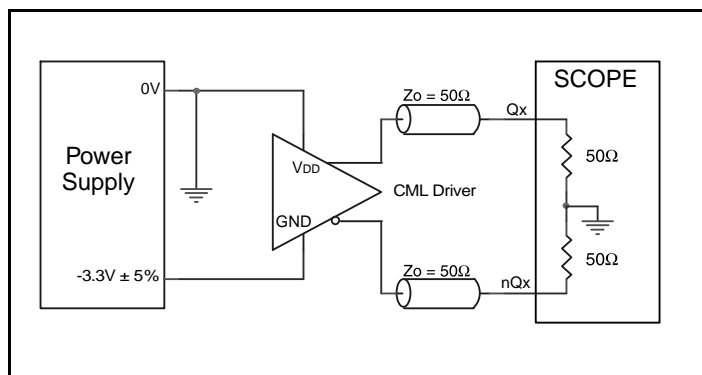 SCOPE
0V
Zo = 50Ω
Qx
Power
Supply
VDD
50Ω
CML Driver
GND
50Ω
-3.3V ± 5%
Zo = 50Ω
nQx